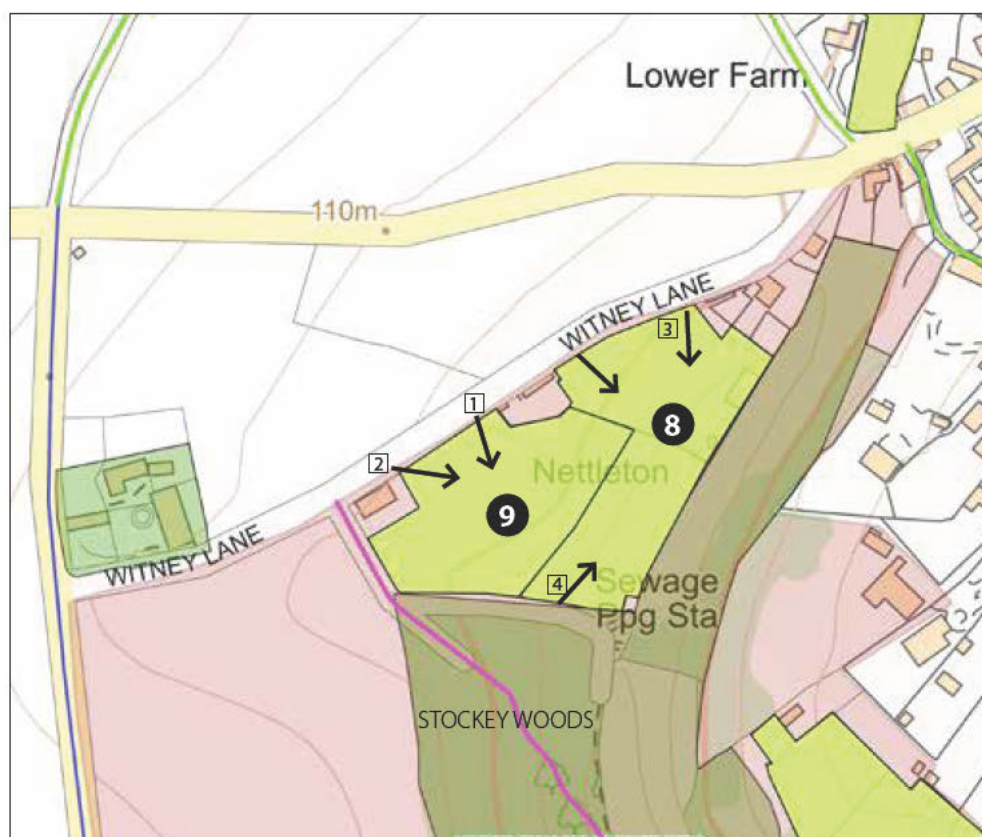 Lower Farm
110m
WITNEY LANE
3
1
8
2
Nettleton
9
WITNEY LANE
4
Sewage
Ppg Sta
STOCKEY WOODS